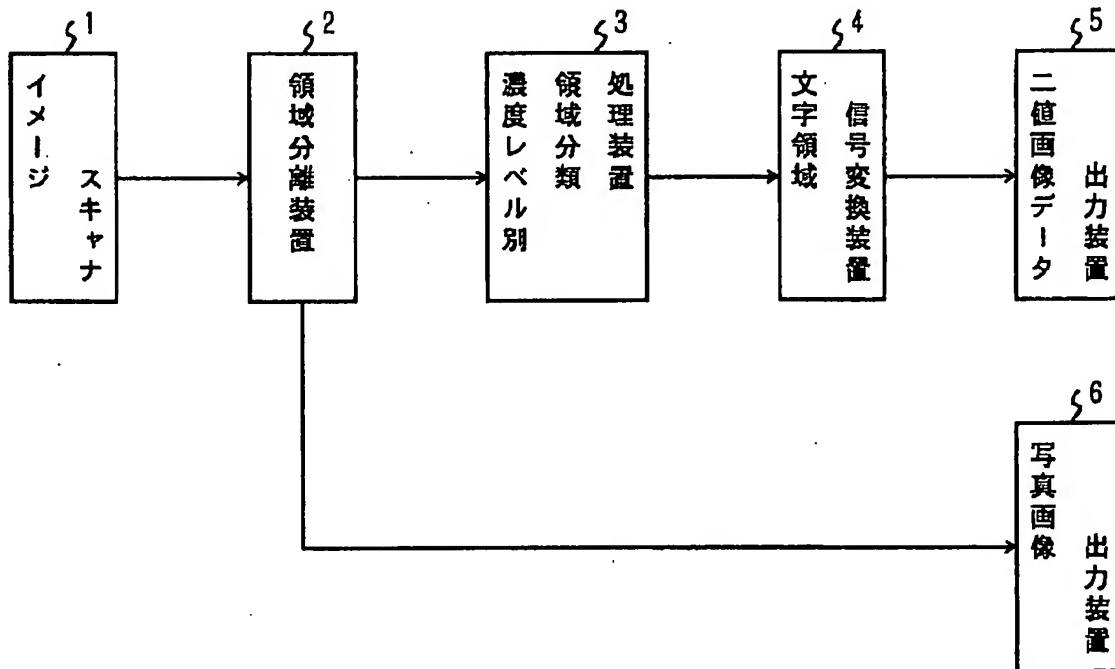 1
イメージ
スキャナ
2
領域分離装置
3
濃度レベル別
領域分類
処理装置
4
文字領域
信号変換装置
5
二値画像データ
出力装置
6
写真画像
出力装置